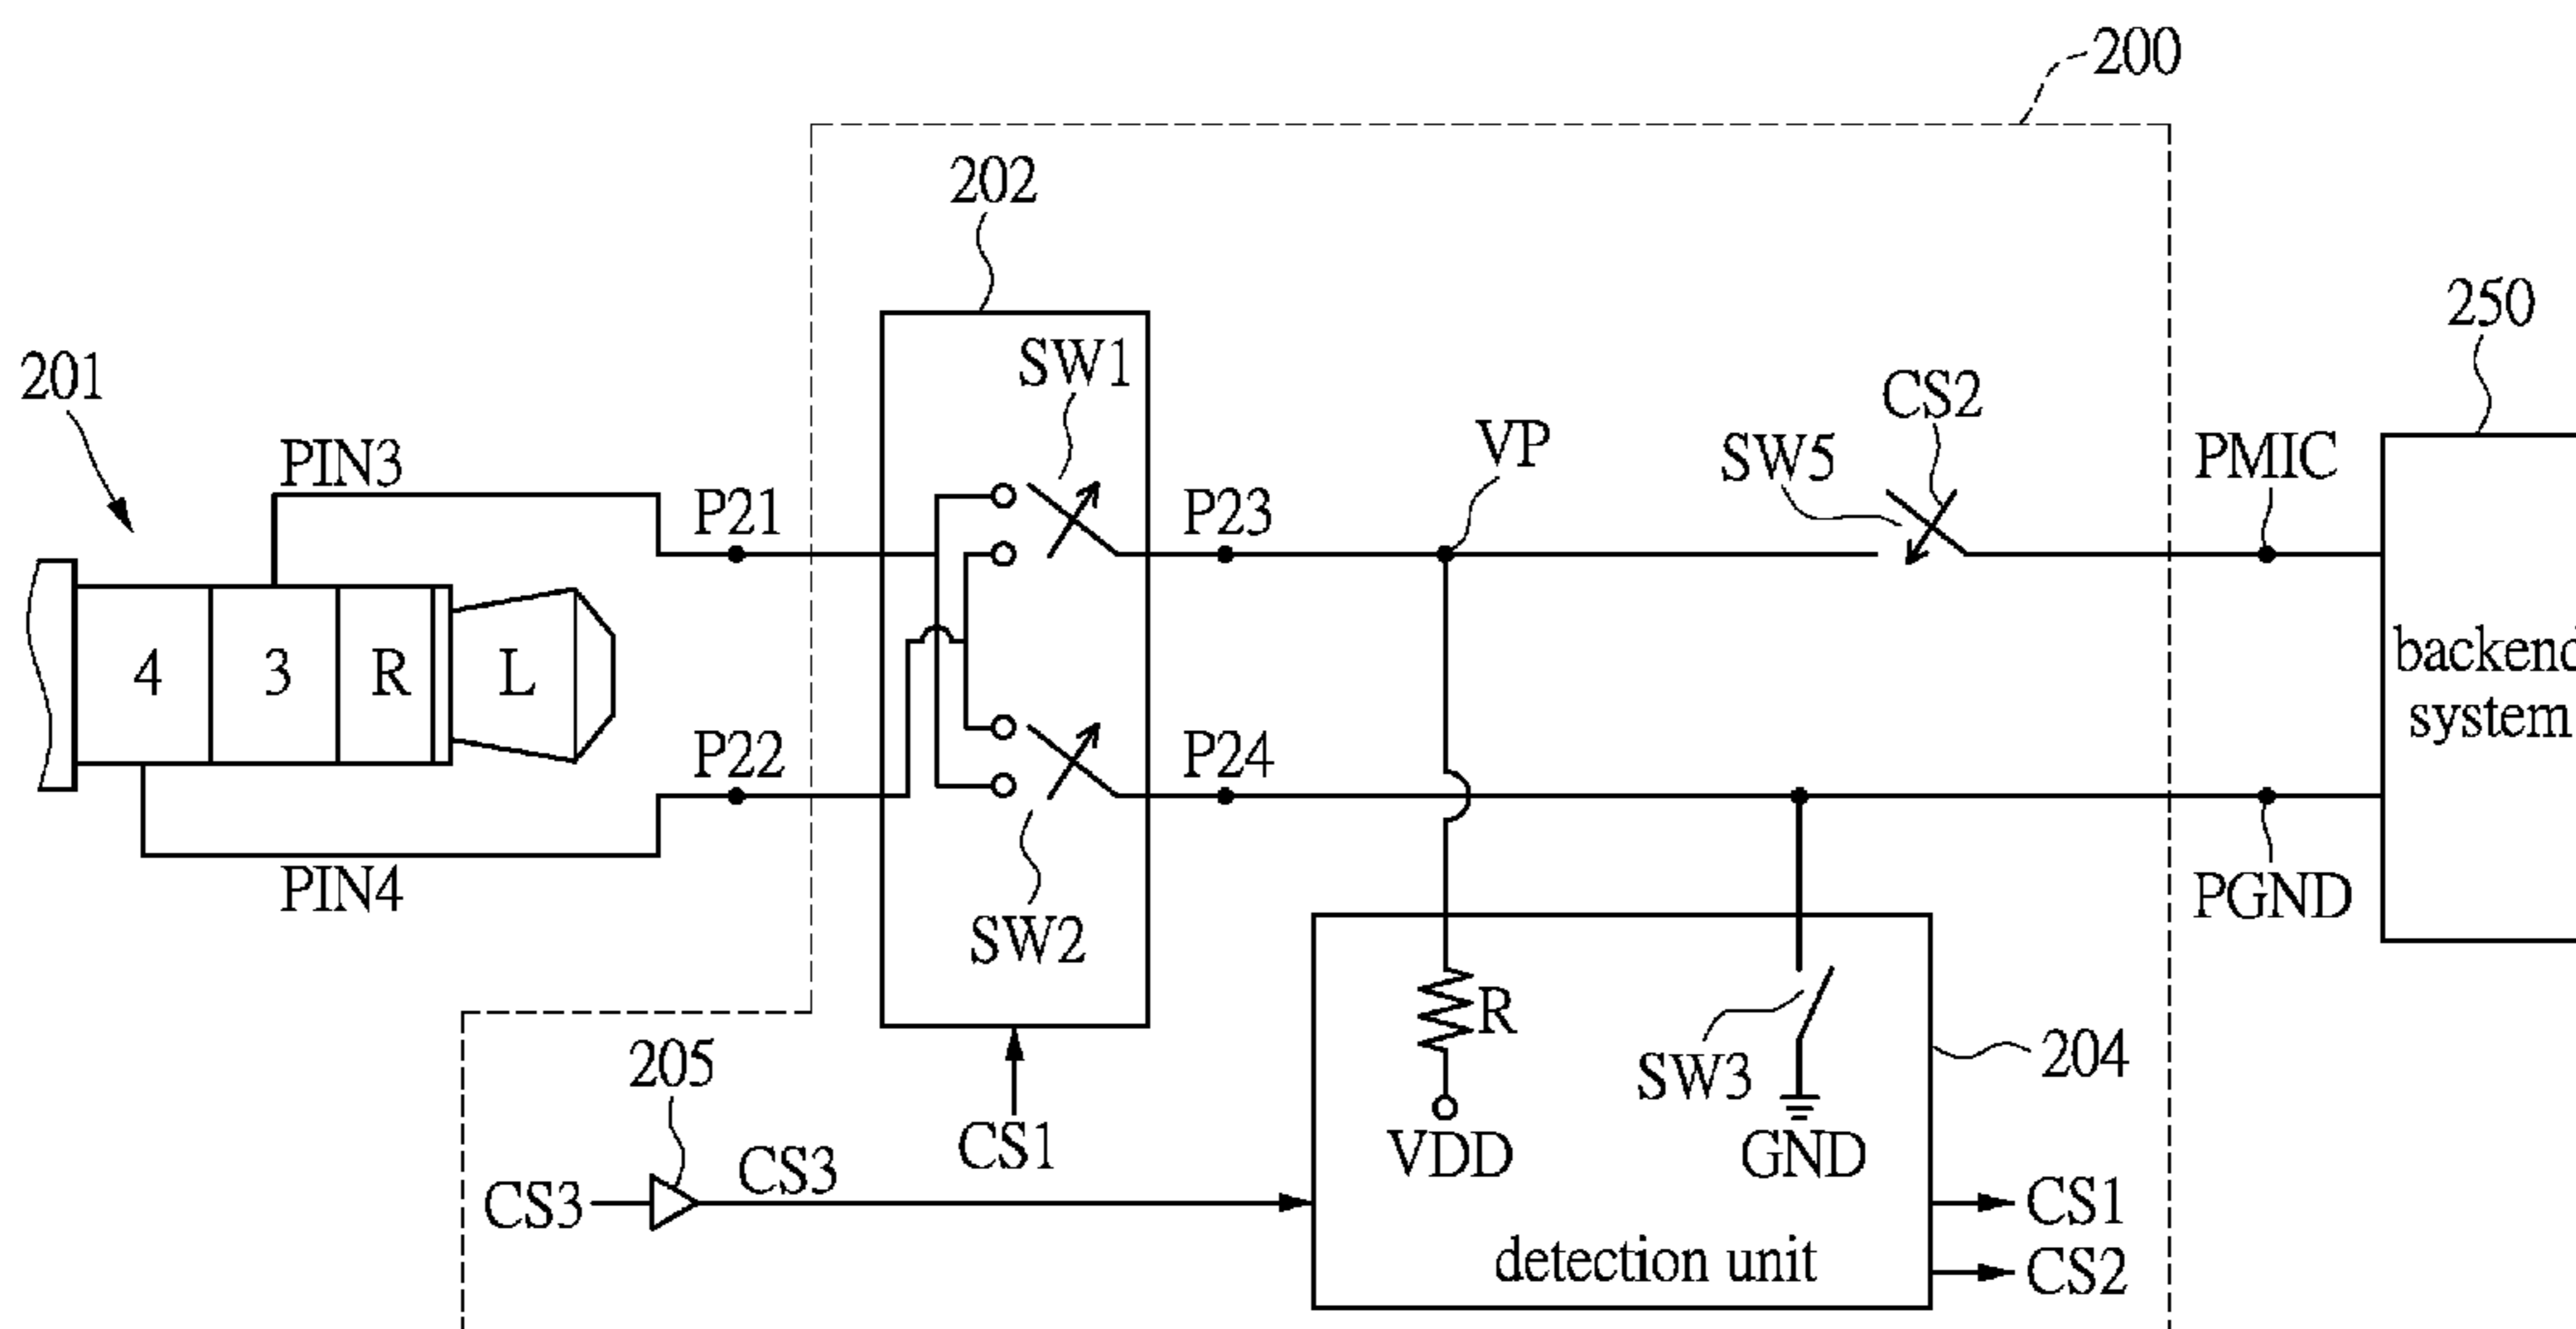 200
202
250
201
SW1
CS2
PIN3
P21
P23
VP
SW5
PMIC
4
3
R
L
backend
system
P22
P24
PIN4
SW2
PGND
R
SW3
204
205
CS1
VDD
GND
CS3
CS3
CS1
detection unit
CS2